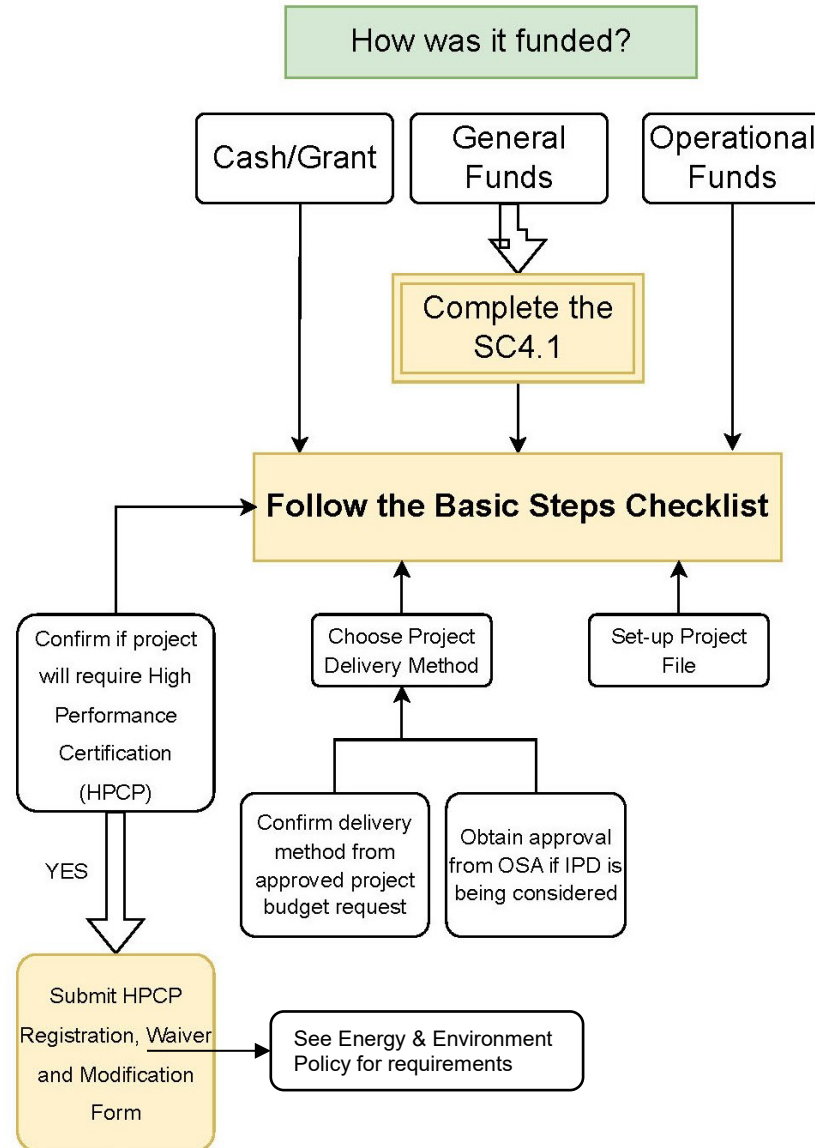 How was it funded?
Cash/Grant
General
Funds
Operational
Funds
Complete the
SC4.1
Follow the Basic Steps Checklist
Confirm if project
will require High
Performance
Certification
(HPCP)
Choose Project
Delivery Method
Set-up Project
File
Confirm delivery
method from
approved project
budget request
Obtain approval
from OSA if IPD is
being considered
YES
Submit HPCP
Registration, Waiver
and Modification
Form
See Energy & Environment
Policy for requirements